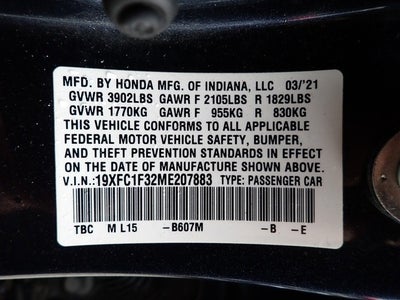 MFD. BY HONDA MFG. OF INDIANA, LLC 03/'21
GVWR 3902LBS GAWR F 2105LBS R 1829LBS
GVWR 1770KG GAWR F 955KG R 830KG
THIS VEHICLE CONFORMS TO ALL APPLICABLE
FEDERAL MOTOR VEHICLE SAFETY, BUMPER,
AND THEFT PREVENTION STANDARDS IN EFFECT
ON THE DATE OF MANUFACTURE SHOWN ABOVE.
V.I.N.:19XFC1F32ME207883 TYPE: PASSENGER CAR
TBC M L15 -B607M -B -E